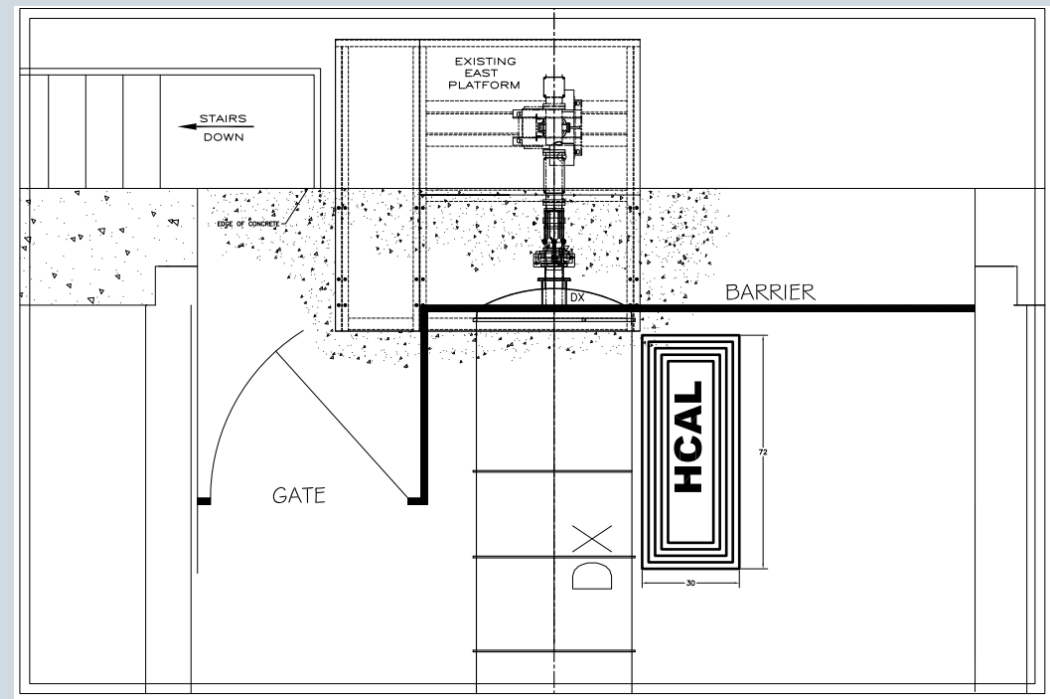 EXISTING
EAST
PLATFORM
STAIRS
DOWN
EDGE OF CONCRETE
DX
BARRIER
HCAL
72
GATE
DX
30